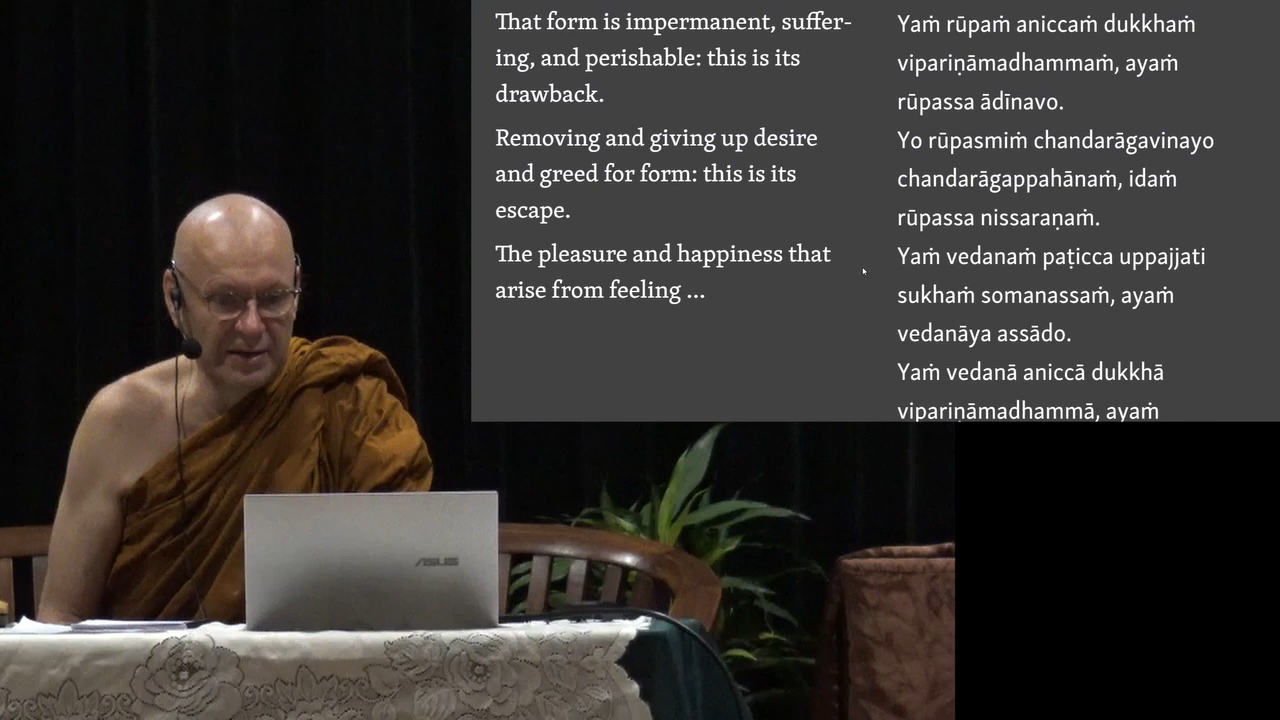 That form is impermanent, suffer-
ing, and perishable: this is its
drawback.
Removing and giving up desire
and greed for form: this is its
escape.
The pleasure and happiness that
arise from feeling …
Yaṁ rūpaṁ aniccaṁ dukkhaṁ
vipariṇāmadhammaṁ, ayaṁ
rūpassa ādīnavo.
Yo rūpasmiṁ chandarāgavinayo
chandarāgappahānaṁ, idaṁ
rūpassa nissaraṇaṁ.
Yaṁ vedanaṁ paṭicca uppajjati
sukhaṁ somanassaṁ, ayaṁ
vedanāya assādo.
Yaṁ vedanā aniccā dukkhā
vipariṇāmadhammā, ayaṁ
ASUS